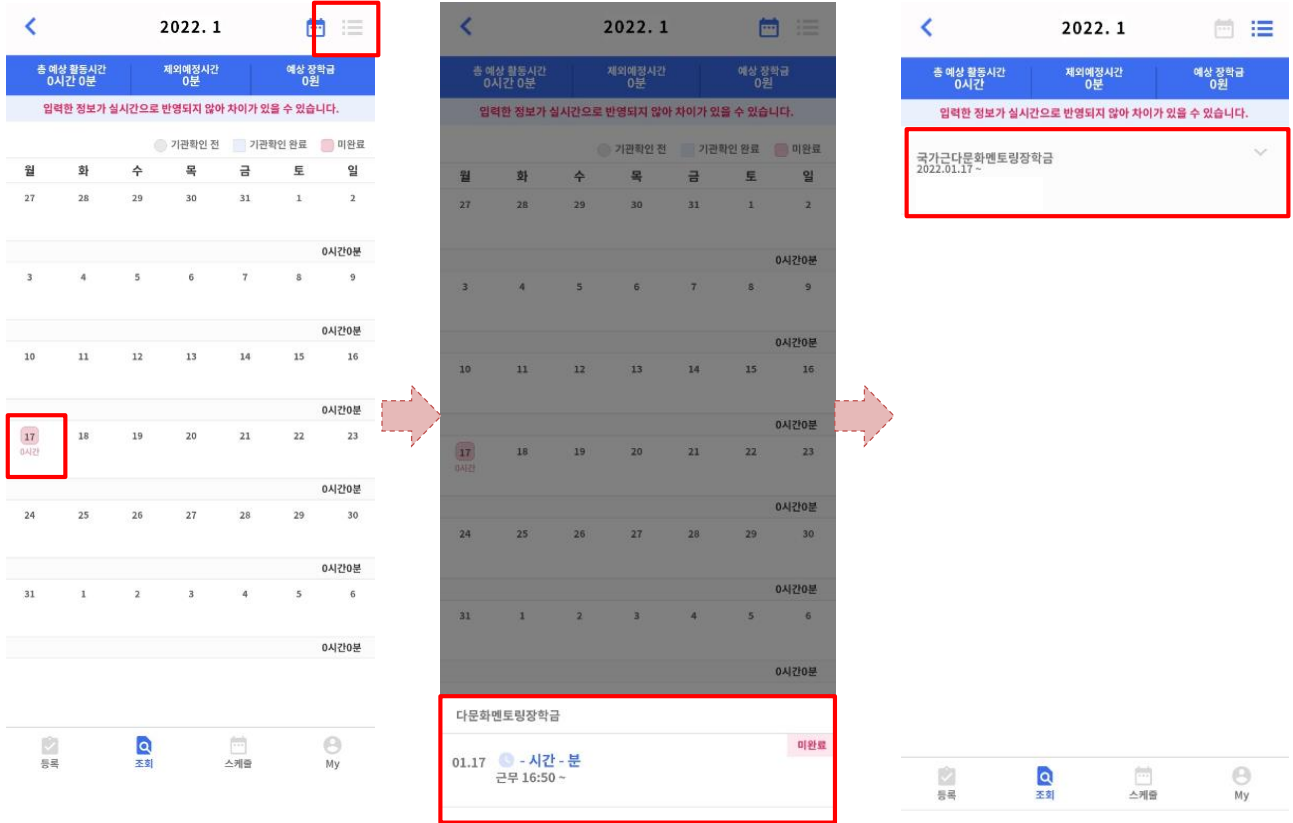 2022. 1
총 예상 활동시간 제외예정시간 예상 장학금
0시간 0분 0분 0원
입력한 정보가 실시간으로 반영되지 않아 차이가 있을 수 있습니다.
기관확인 전 기관확인 완료 미완료
월 화 수 목 금 토 일
27 28 29 30 31 1 2
0시간0분
3 4 5 6 7 8 9
0시간0분
10 11 12 13 14 15 16
0시간0분
17 18 19 20 21 22 23
0시간
0시간0분
24 25 26 27 28 29 30
0시간0분
31 1 2 3 4 5 6
0시간0분
등록 조회 스케줄 My
2022. 1
총 예상 활동시간 제외예정시간 예상 장학금
0시간 0분 0분 0원
입력한 정보가 실시간으로 반영되지 않아 차이가 있을 수 있습니다.
기관확인 전 기관확인 완료 미완료
월 화 수 목 금 토 일
27 28 29 30 31 1 2
0시간0분
3 4 5 6 7 8 9
0시간0분
10 11 12 13 14 15 16
0시간0분
17 18 19 20 21 22 23
0시간
0시간0분
24 25 26 27 28 29 30
0시간0분
31 1 2 3 4 5 6
0시간0분
다문화멘토링장학금
미완료
01.17 - 시간 - 분
근무 16:50 ~
2022. 1
총 예상 활동시간 제외예정시간 예상 장학금
0시간 0분 0원
입력한 정보가 실시간으로 반영되지 않아 차이가 있을 수 있습니다.
국가근다문화멘토링장학금
2022.01.17 ~
등록 조회 스케줄 My